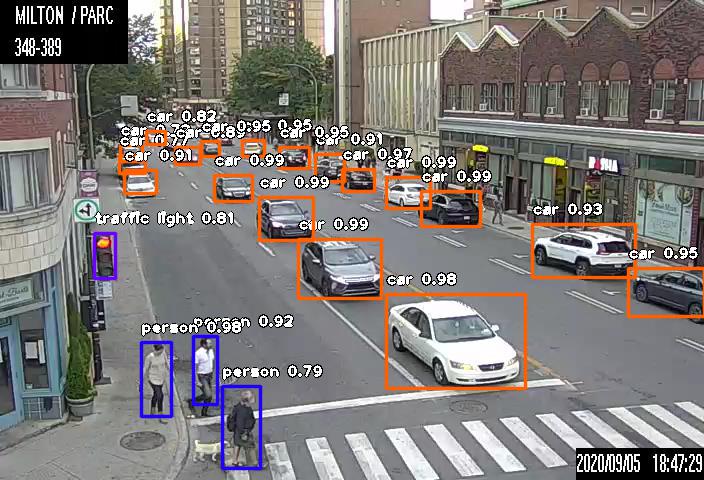 MILTON / PARC
348-389
car 0.82
car 0.95
0.95
car 0.95
car 0.91
car 0.91
car 0.97
car 0.99
car 0.99
car 0.99
car 0.99
car 0.99
car 0.93
traffic light 0.81
car 0.95
car 0.98
person 0.98
0.92
person 0.79
2020/09/05 18:47:29